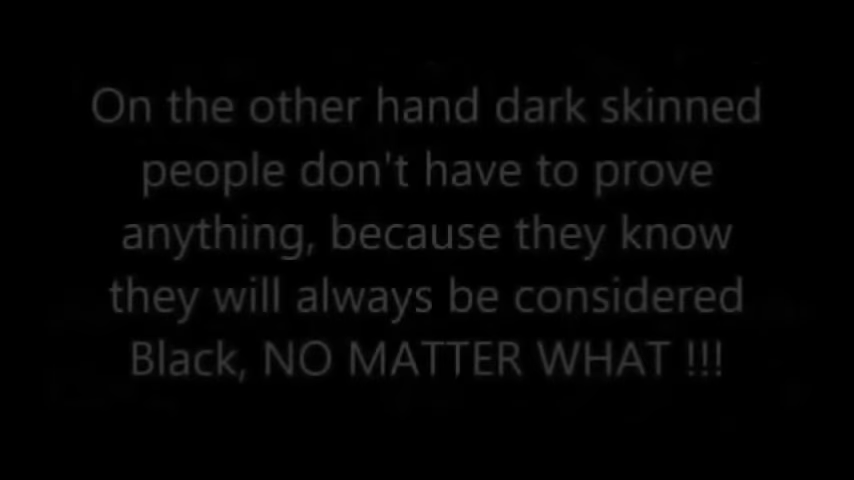 On the other hand dark skinned
people don't have to prove
anything, because they know
they will always be considered
Black, NO MATTER WHAT !!!